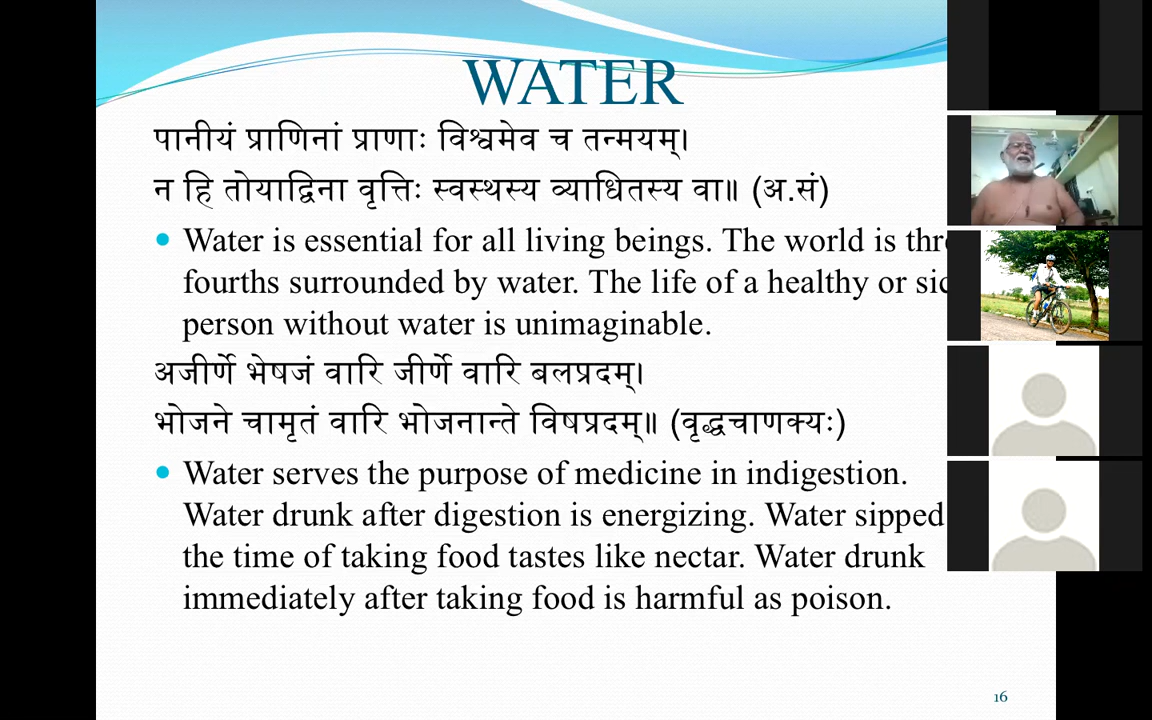 WATER
पानीयं प्राणिनां प्राणाः विश्वमेव च तन्मयम्।
न हि तोयाद्विना वृत्तिः स्वस्थस्य व्याधितस्य वा॥ (अ.सं)
Water is essential for all living beings. The world is
fourths surrounded by water. The life of a healthy or
person without water is unimaginable.
अजीर्णे भेषजं वारि जीर्णे वारि बलप्रदम्।
भोजने चामृतं वारि भोजनान्ते विषप्रदम्॥ (वृद्धचाणक्यः)
Water serves the purpose of medicine in indigestion.
Water drunk after digestion is energizing. Water sipped
the time of taking food tastes like nectar. Water drunk
immediately after taking food is harmful as poison.
16